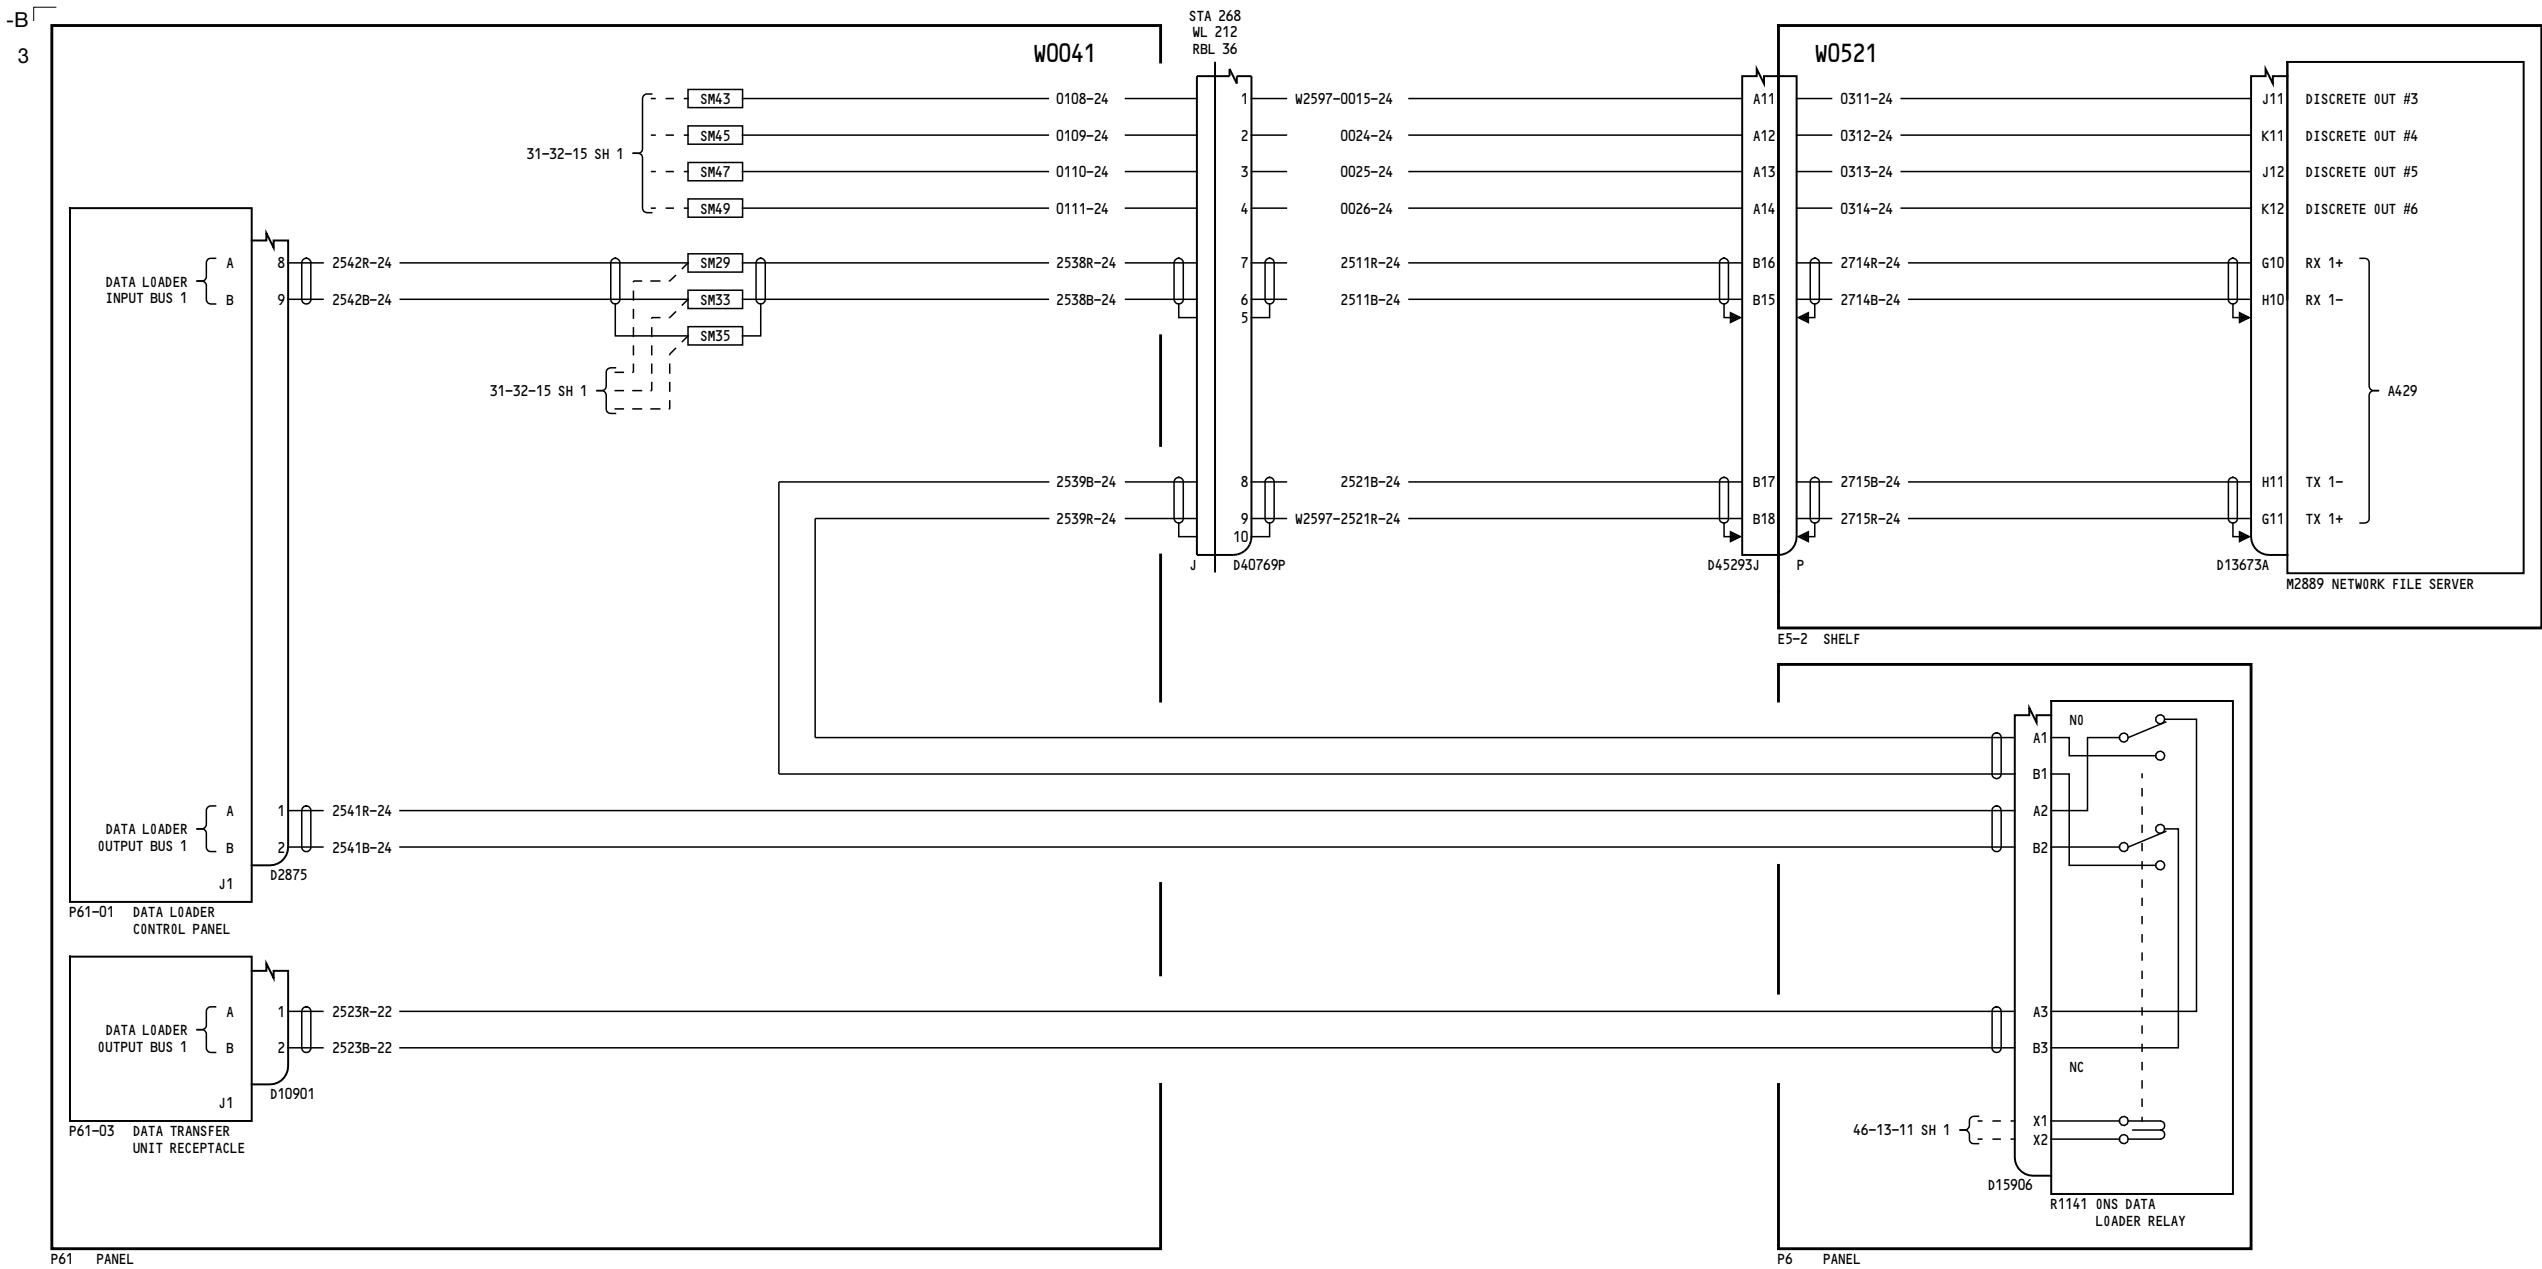 -B
3
STA 268
WL 212
RBL 36
W0041
W0521
SM43
0108-24
1
W2597-0015-24
A11
0311-24
J11
DISCRETE OUT #3
SM45
0109-24
2
0024-24
A12
0312-24
K11
DISCRETE OUT #4
31-32-15 SH 1
SM47
0110-24
3
0025-24
A13
0313-24
J12
DISCRETE OUT #5
SM49
0111-24
4
0026-24
A14
0314-24
K12
DISCRETE OUT #6
DATA LOADER
INPUT BUS 1
A
8
2542R-24
SM29
2538R-24
7
2511R-24
B16
2714R-24
G10
RX 1+
B
9
2542B-24
SM33
2538B-24
6
2511B-24
B15
2714B-24
H10
RX 1-
5
SM35
31-32-15 SH 1
A429
2539B-24
8
2521B-24
B17
2715B-24
H11
TX 1-
2539R-24
9
W2597-2521R-24
B18
2715R-24
G11
TX 1+
10
J
D40769P
D45293J
P
D13673A
M2889 NETWORK FILE SERVER
E5-2 SHELF
NO
A1
B1
DATA LOADER
OUTPUT BUS 1
A
1
2541R-24
A2
B
2
2541B-24
B2
J1
D2875
P61-01 DATA LOADER
CONTROL PANEL
DATA LOADER
OUTPUT BUS 1
A
1
2523R-22
A3
B
2
2523B-22
B3
NC
J1
D10901
P61-03 DATA TRANSFER
UNIT RECEPTACLE
46-13-11 SH 1
X1
X2
D15906
R1141 ONS DATA
LOADER RELAY
P61 PANEL
P6 PANEL